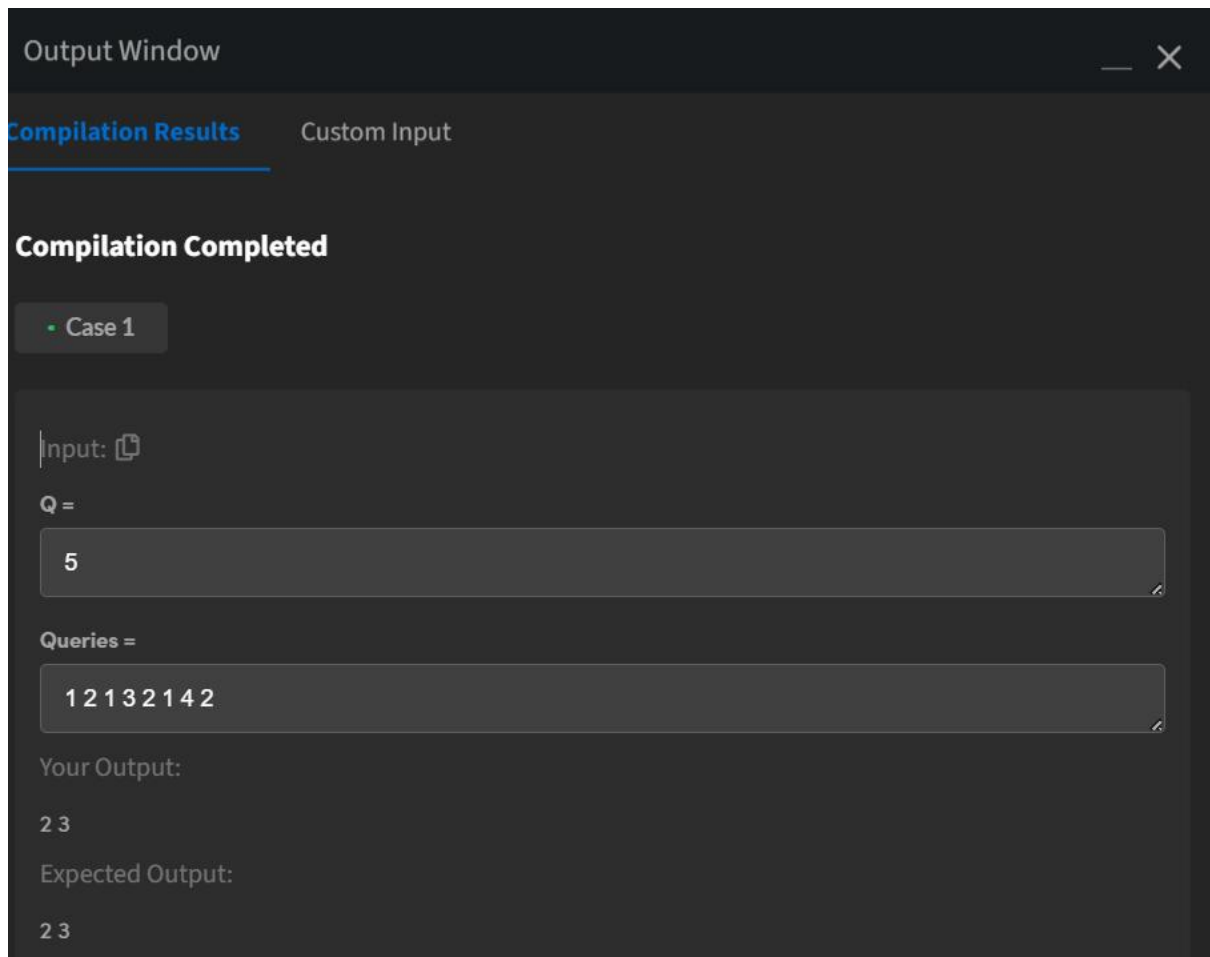 Output Window
Compilation Results Custom Input
Compilation Completed
Case 1
Input:
Q =
5
Queries =
1 2 1 3 2 1 4 2
Your Output:
2 3
Expected Output:
2 3